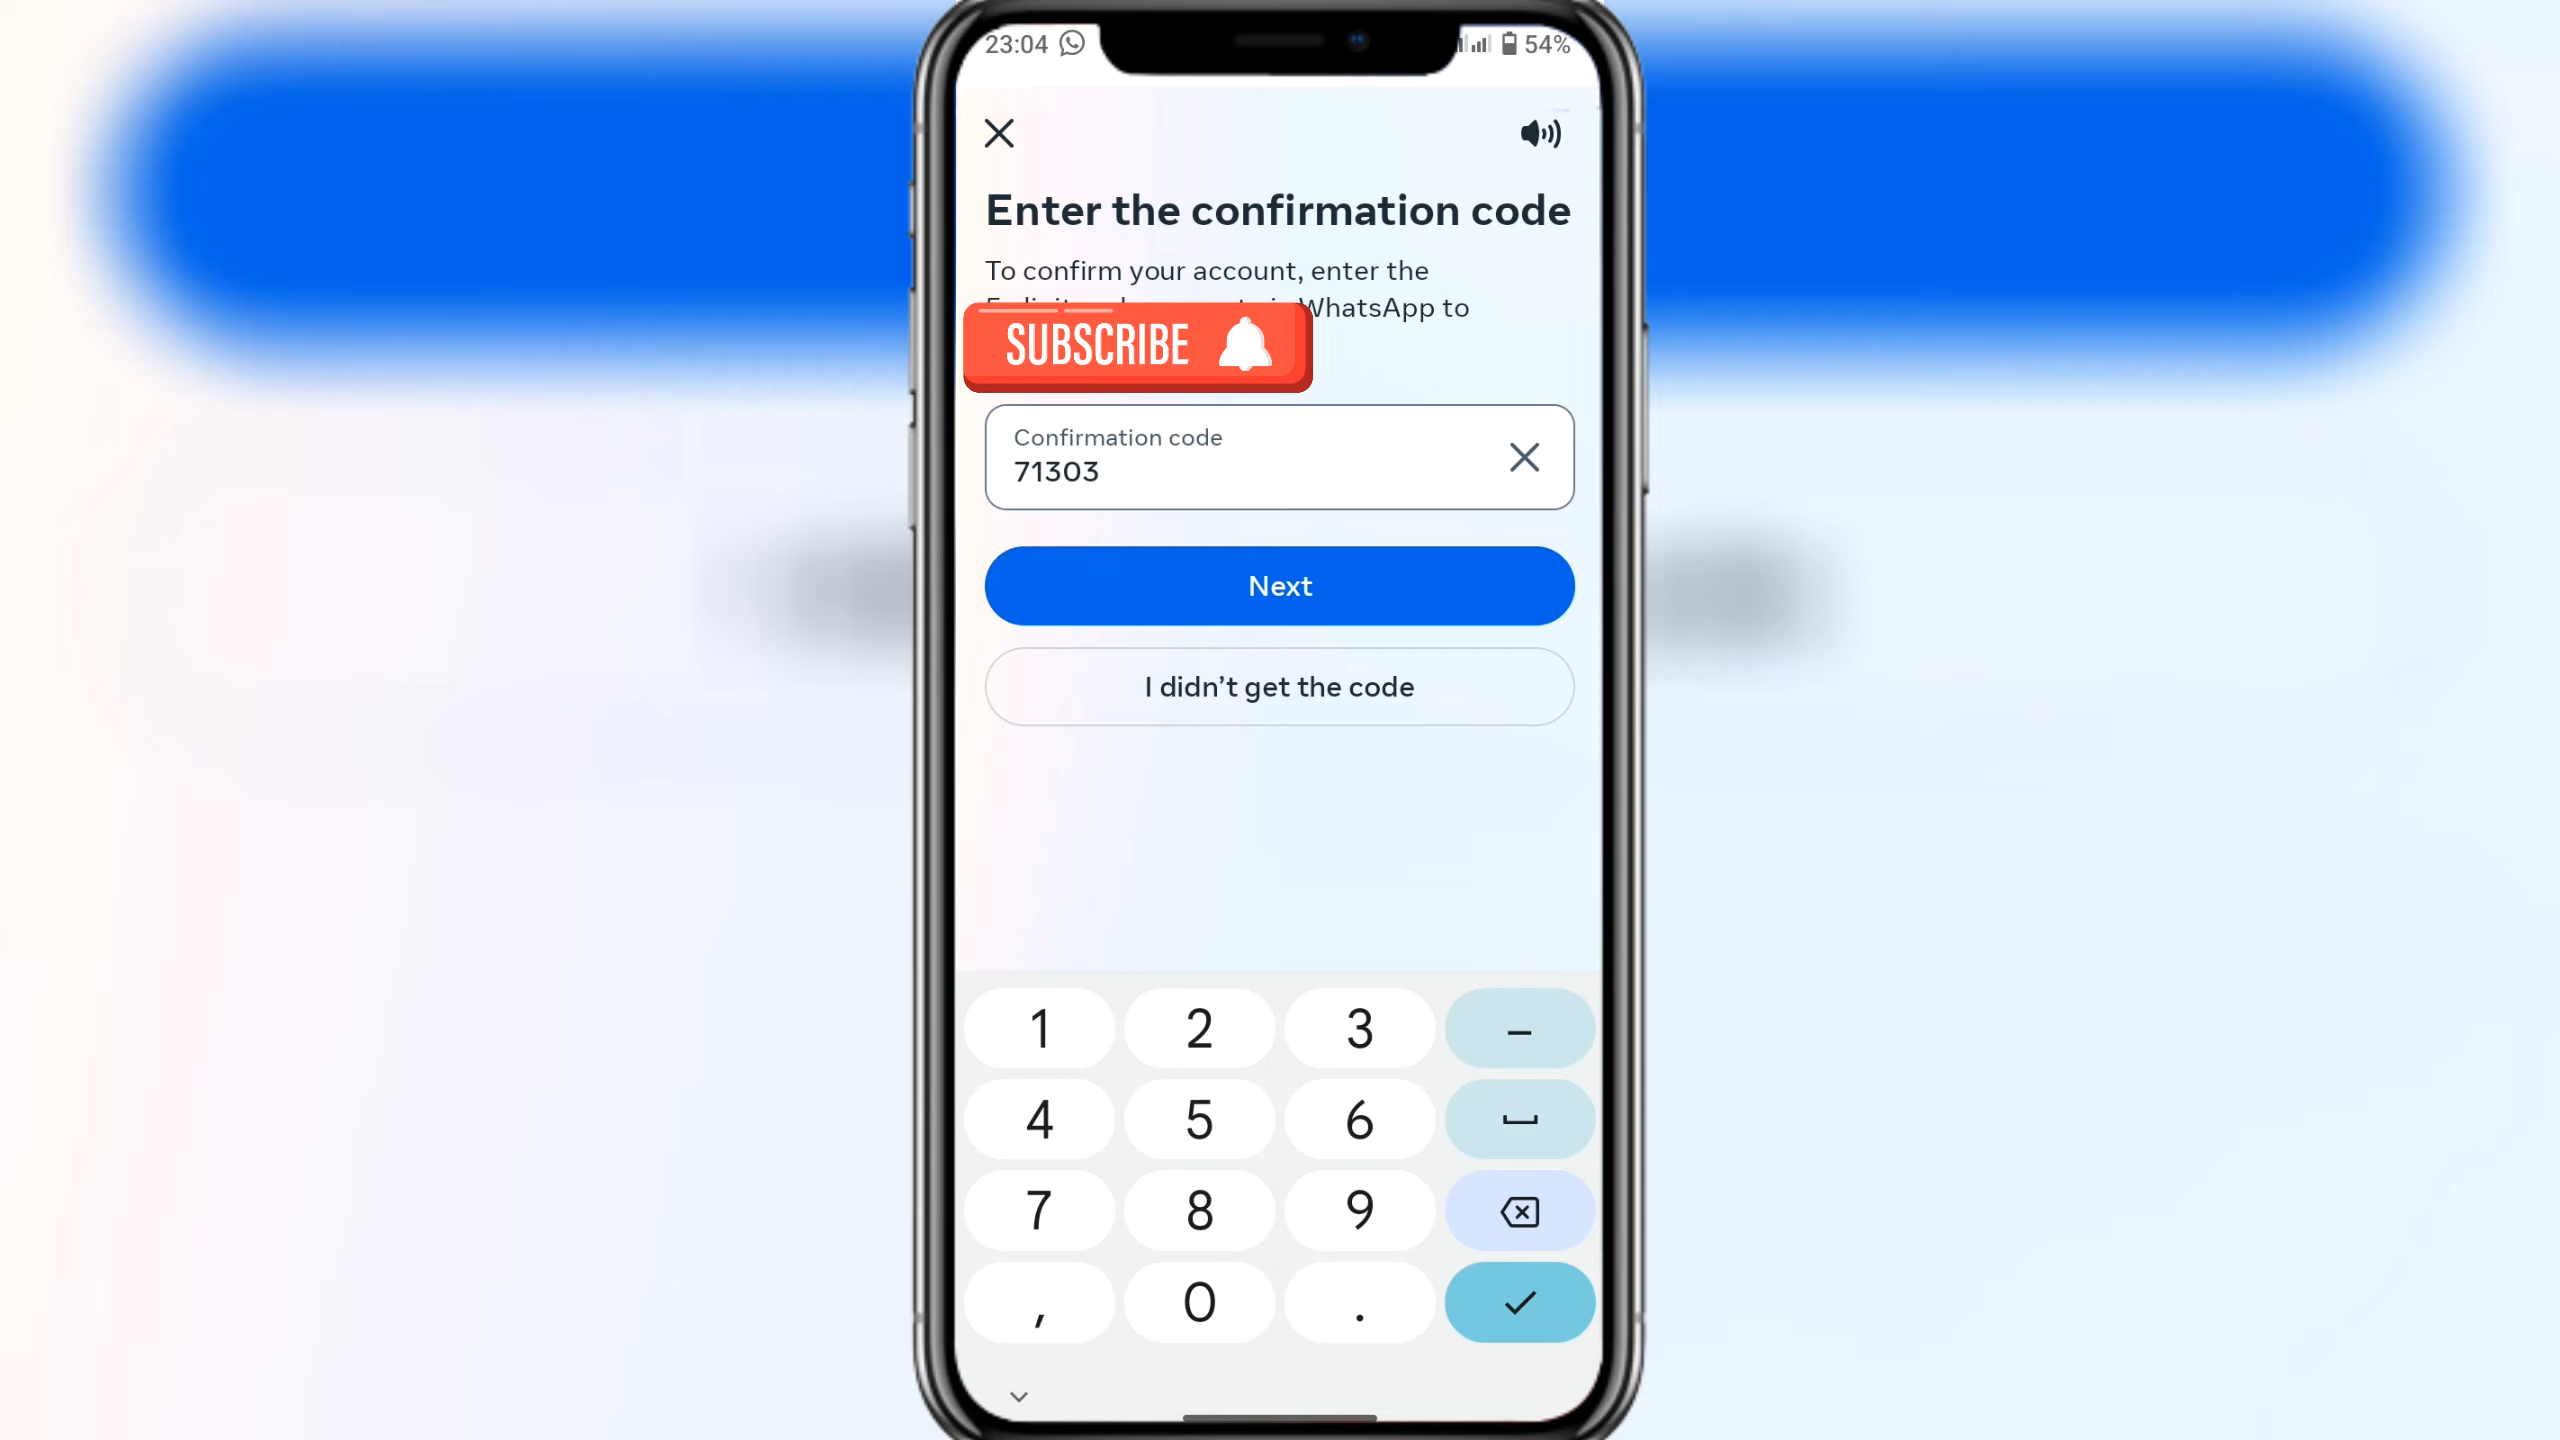 23:04 54%
Enter the confirmation code
To confirm your account, enter the
WhatsApp to
SUBSCRIBE
Confirmation code
71303
Next
I didn’t get the code
1 2 3 –
4 5 6
7 8 9
, 0 .